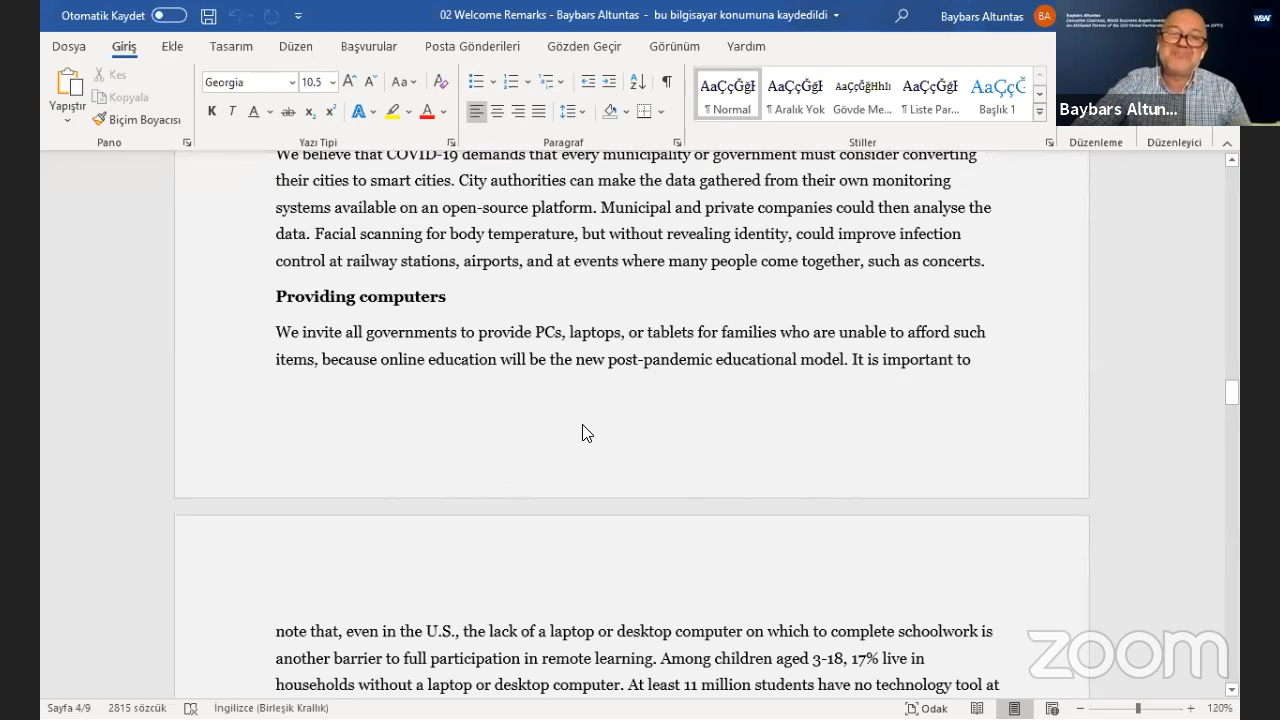 Otomatik Kaydet
02 Welcome Remarks - Baybars Altuntas - bu bilgisayar konumuna kaydedildi
Baybars Altuntas
BA
Baybars Altuntas
WBAF
Dosya Giriş Ekle Tasarım Düzen Başvurular Posta Gönderileri Gözden Geçir Görünüm Yardım
Yapıştır
Kes
Kopyala
Biçim Boyacısı
Georgia 10,5
AaÇçĞğI AaÇçĞğI AaÇçĞğHhIı AaÇçĞğI AaÇçĞ
¶ Normal ¶ Aralık Yok Gövde Me... ¶ Liste Par... Başlık 1
Baybars Altun...
Pano Yazı Tipi Paragraf Stiller Düzenleme Düzenleyici
We believe that COVID-19 demands that every municipality or government must consider converting
their cities to smart cities. City authorities can make the data gathered from their own monitoring
systems available on an open-source platform. Municipal and private companies could then analyse the
data. Facial scanning for body temperature, but without revealing identity, could improve infection
control at railway stations, airports, and at events where many people come together, such as concerts.
Providing computers
We invite all governments to provide PCs, laptops, or tablets for families who are unable to afford such
items, because online education will be the new post-pandemic educational model. It is important to
note that, even in the U.S., the lack of a laptop or desktop computer on which to complete schoolwork is
another barrier to full participation in remote learning. Among children aged 3-18, 17% live in
households without a laptop or desktop computer. At least 11 million students have no technology tool at
zoom
Sayfa 4/9 2815 sözcük İngilizce (Birleşik Krallık) Odak 120%